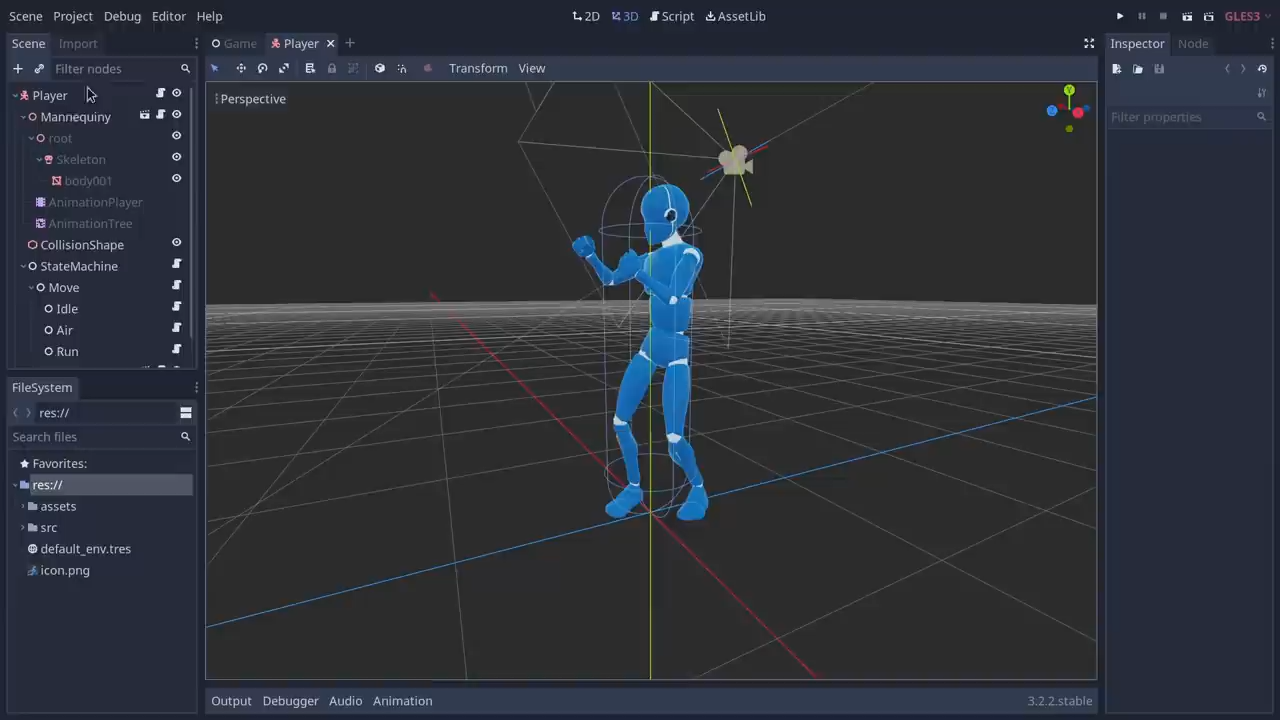 Scene Project Debug Editor Help
2D 3D Script AssetLib
GLES3
Scene Import
Game Player
Inspector Node
Filter nodes
Transform View
Perspective
Y
Filter properties
Player
Mannequiny
root
Skeleton
body001
AnimationPlayer
AnimationTree
CollisionShape
StateMachine
Move
Idle
Air
Run
FileSystem
res://
Search files
Favorites:
res://
assets
src
default_env.tres
icon.png
Output Debugger Audio Animation
3.2.2.stable